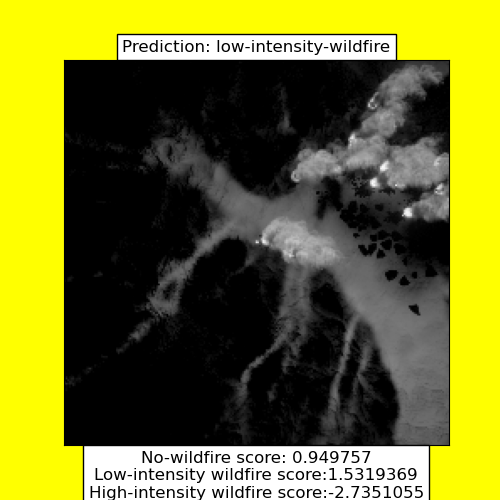 Prediction: low-intensity-wildfire
No-wildfire score: 0.949757
Low-intensity wildfire score:1.5319369
High-intensity wildfire score:-2.7351055